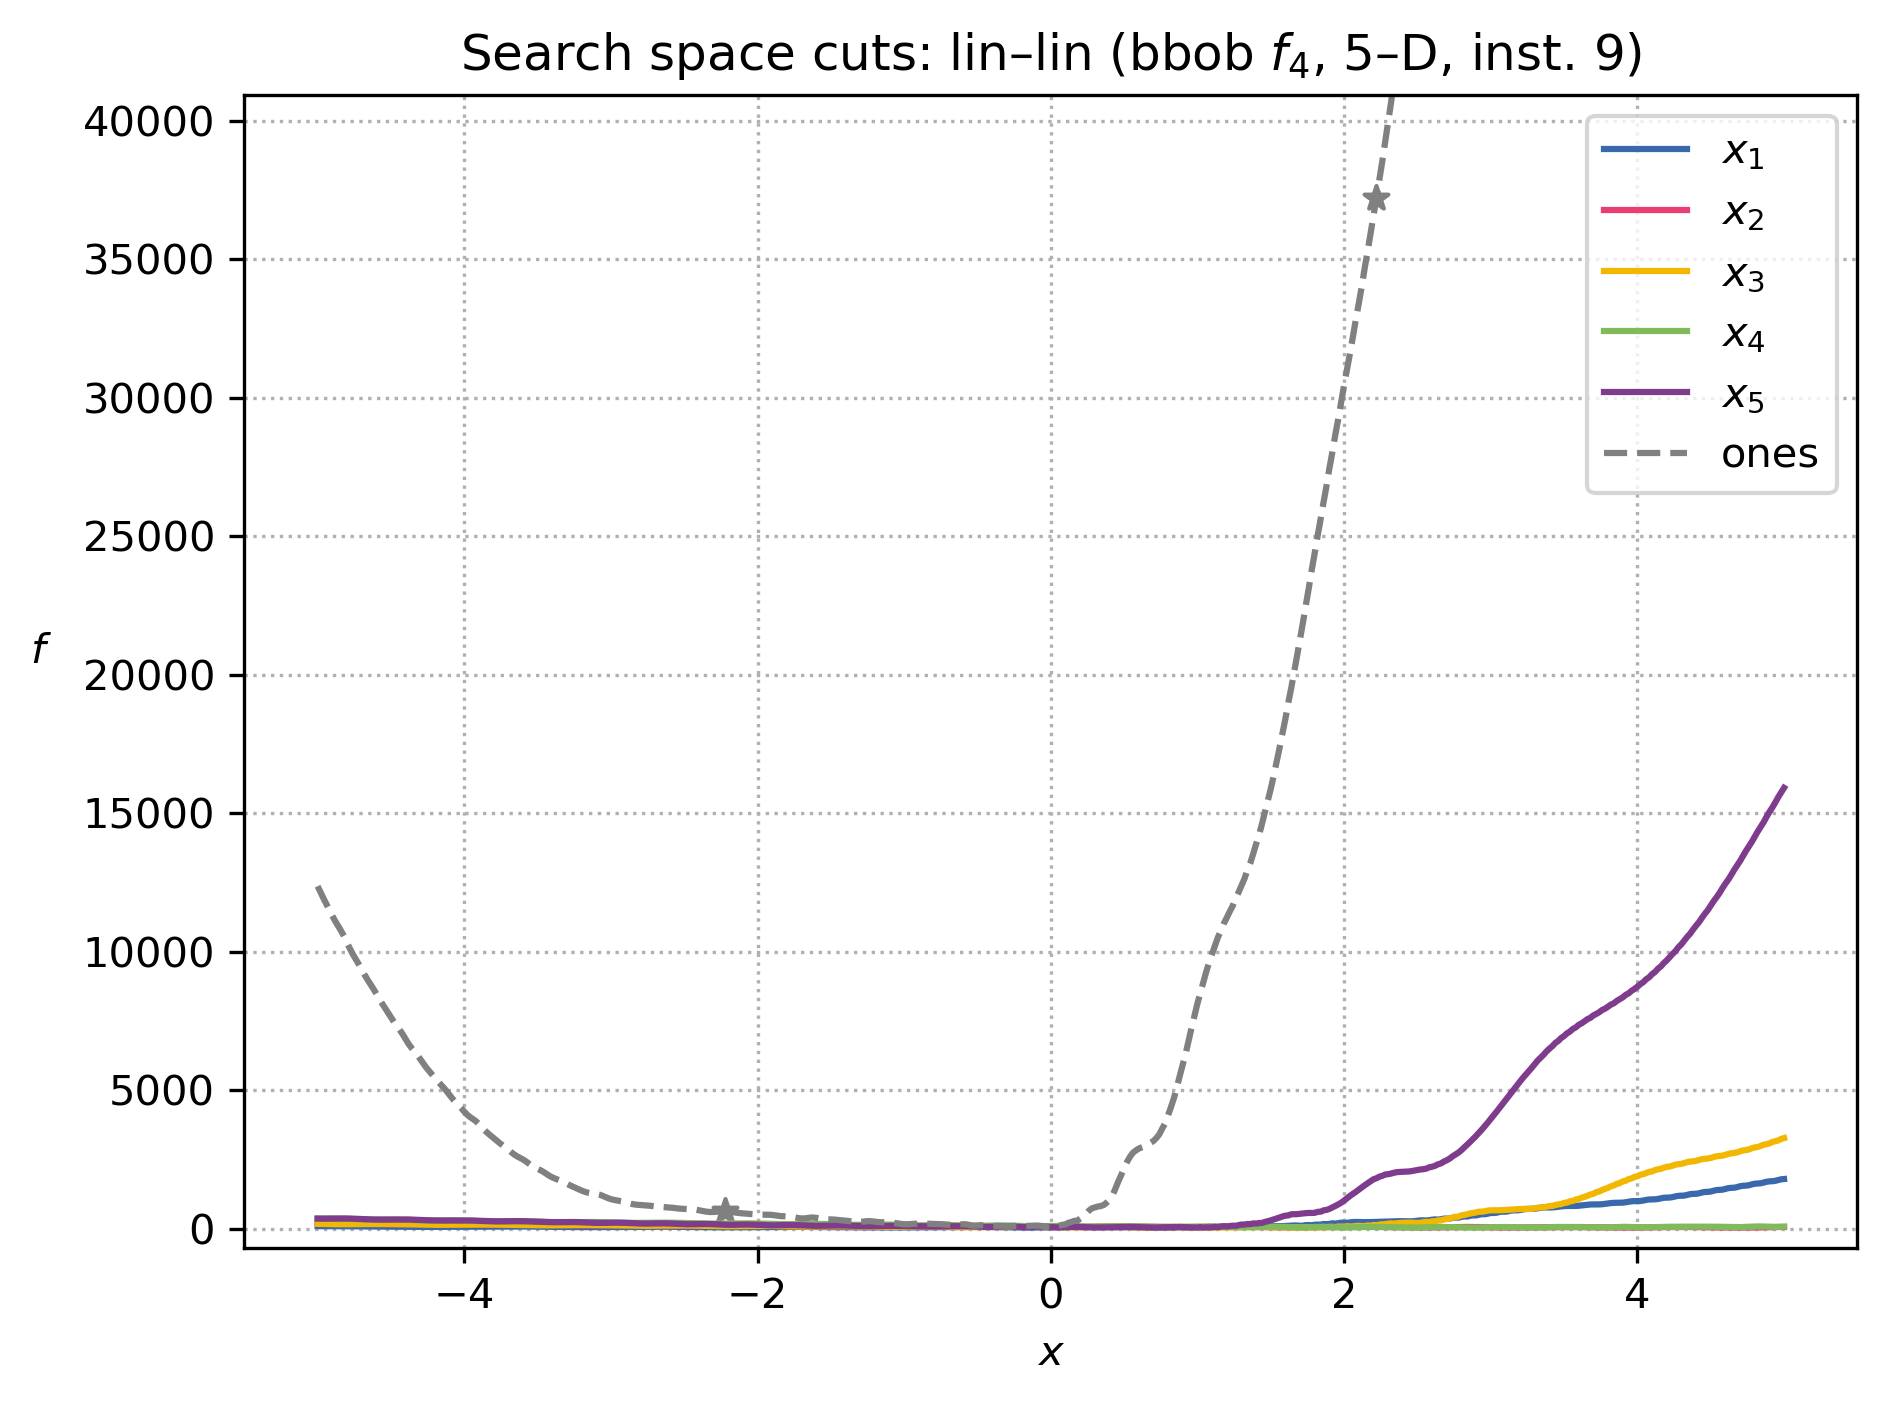 Search space cuts: lin–lin (bbob f₄, 5–D, inst. 9)
40000
35000
30000
25000
20000
15000
10000
5000
0
f
−4
−2
0
2
4
x
x₁
x₂
x₃
x₄
x₅
ones